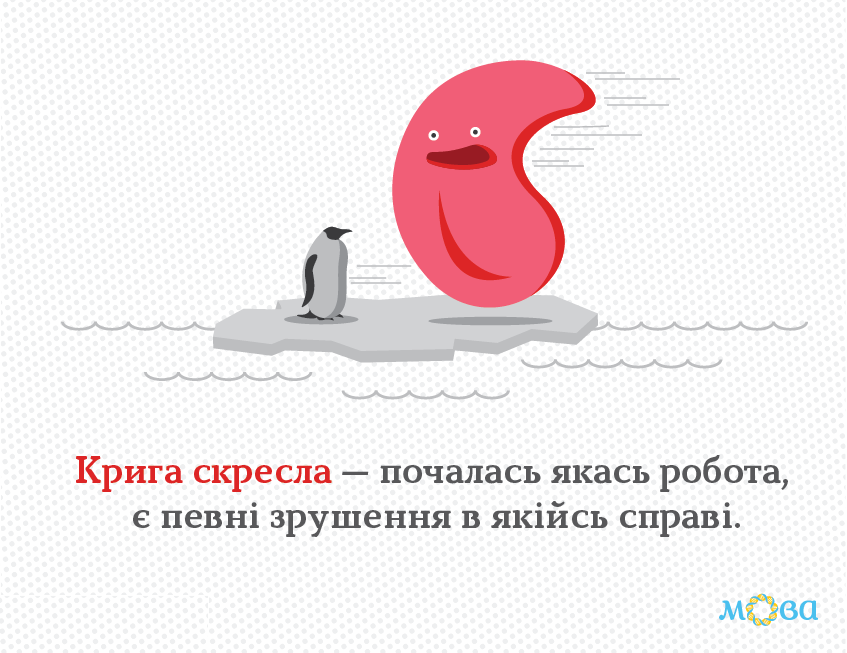 Крига скресла — почалась якась робота,
є певні зрушення в якійсь справі.
мова